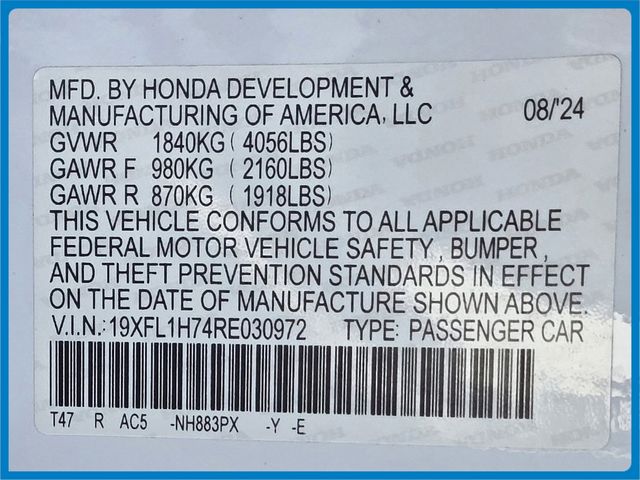 MFD. BY HONDA DEVELOPMENT &
MANUFACTURING OF AMERICA, LLC 08/'24
GVWR 1840KG ( 4056LBS)
GAWR F 980KG ( 2160LBS)
GAWR R 870KG ( 1918LBS)
THIS VEHICLE CONFORMS TO ALL APPLICABLE
FEDERAL MOTOR VEHICLE SAFETY, BUMPER,
AND THEFT PREVENTION STANDARDS IN EFFECT
ON THE DATE OF MANUFACTURE SHOWN ABOVE.
V.I.N.: 19XFL1H74RE030972 TYPE: PASSENGER CAR
T47 R AC5 -NH883PX -Y -E